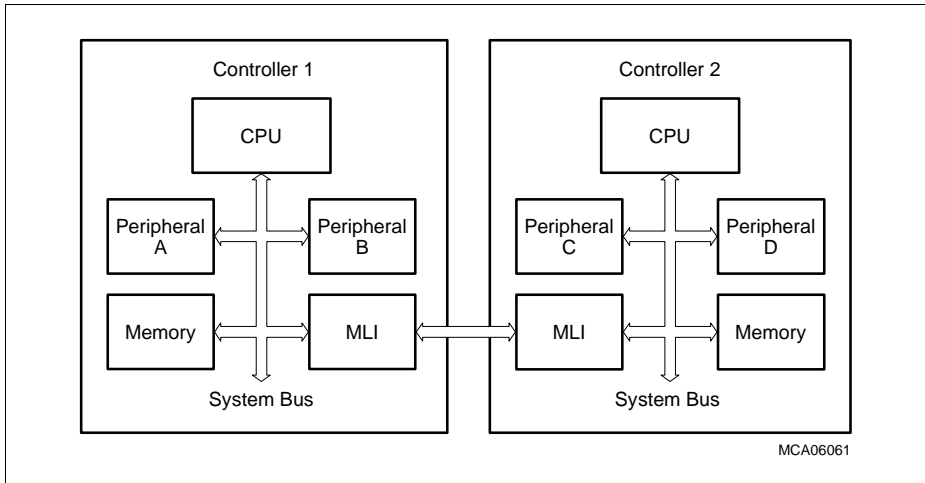 Controller 1
CPU
Peripheral
A
Peripheral
B
Memory
MLI
System Bus
Controller 2
CPU
Peripheral
C
Peripheral
D
MLI
Memory
System Bus
MCA06061